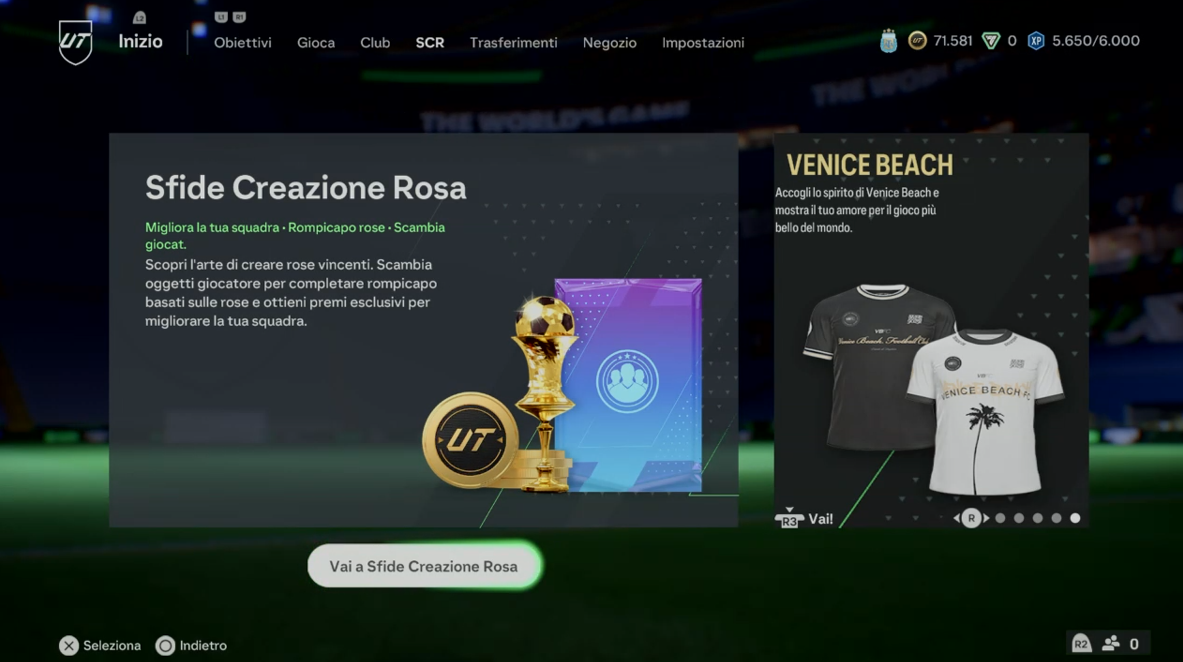 L2
L1 R1
UT
Inizio
Obiettivi
Gioca
Club
SCR
Trasferimenti
Negozio
Impostazioni
UT 71.581
0
XP 5.650/6.000
THE WORLD'S GAME
THE WORLD
Sfide Creazione Rosa
Migliora la tua squadra • Rompicapo rose • Scambia
giocat.
Scopri l'arte di creare rose vincenti. Scambia
oggetti giocatore per completare rompicapo
basati sulle rose e ottieni premi esclusivi per
migliorare la tua squadra.
UT
VENICE BEACH
Accogli lo spirito di Venice Beach e
mostra il tuo amore per il gioco più
bello del mondo.
Venice Beach, Football Club
VENICE BEACH F.C.
R3 Vai!
R
Vai a Sfide Creazione Rosa
Seleziona
Indietro
R2
0